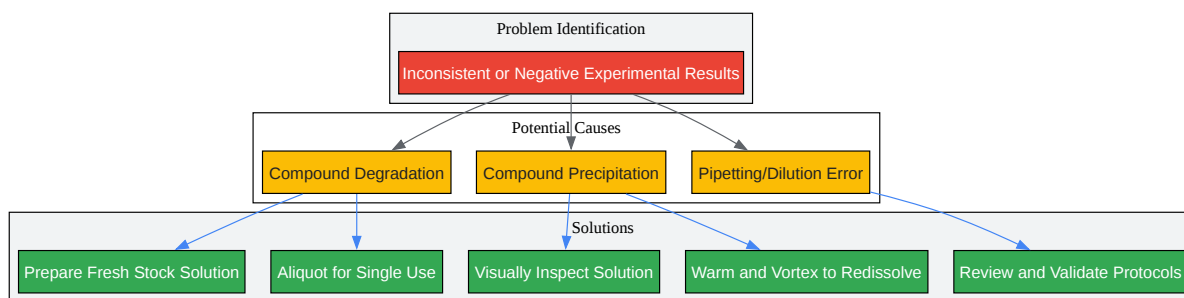 Problem Identification
Inconsistent or Negative Experimental Results
Potential Causes
Compound Degradation
Compound Precipitation
Pipetting/Dilution Error
Solutions
Prepare Fresh Stock Solution
Aliquot for Single Use
Visually Inspect Solution
Warm and Vortex to Redissolve
Review and Validate Protocols